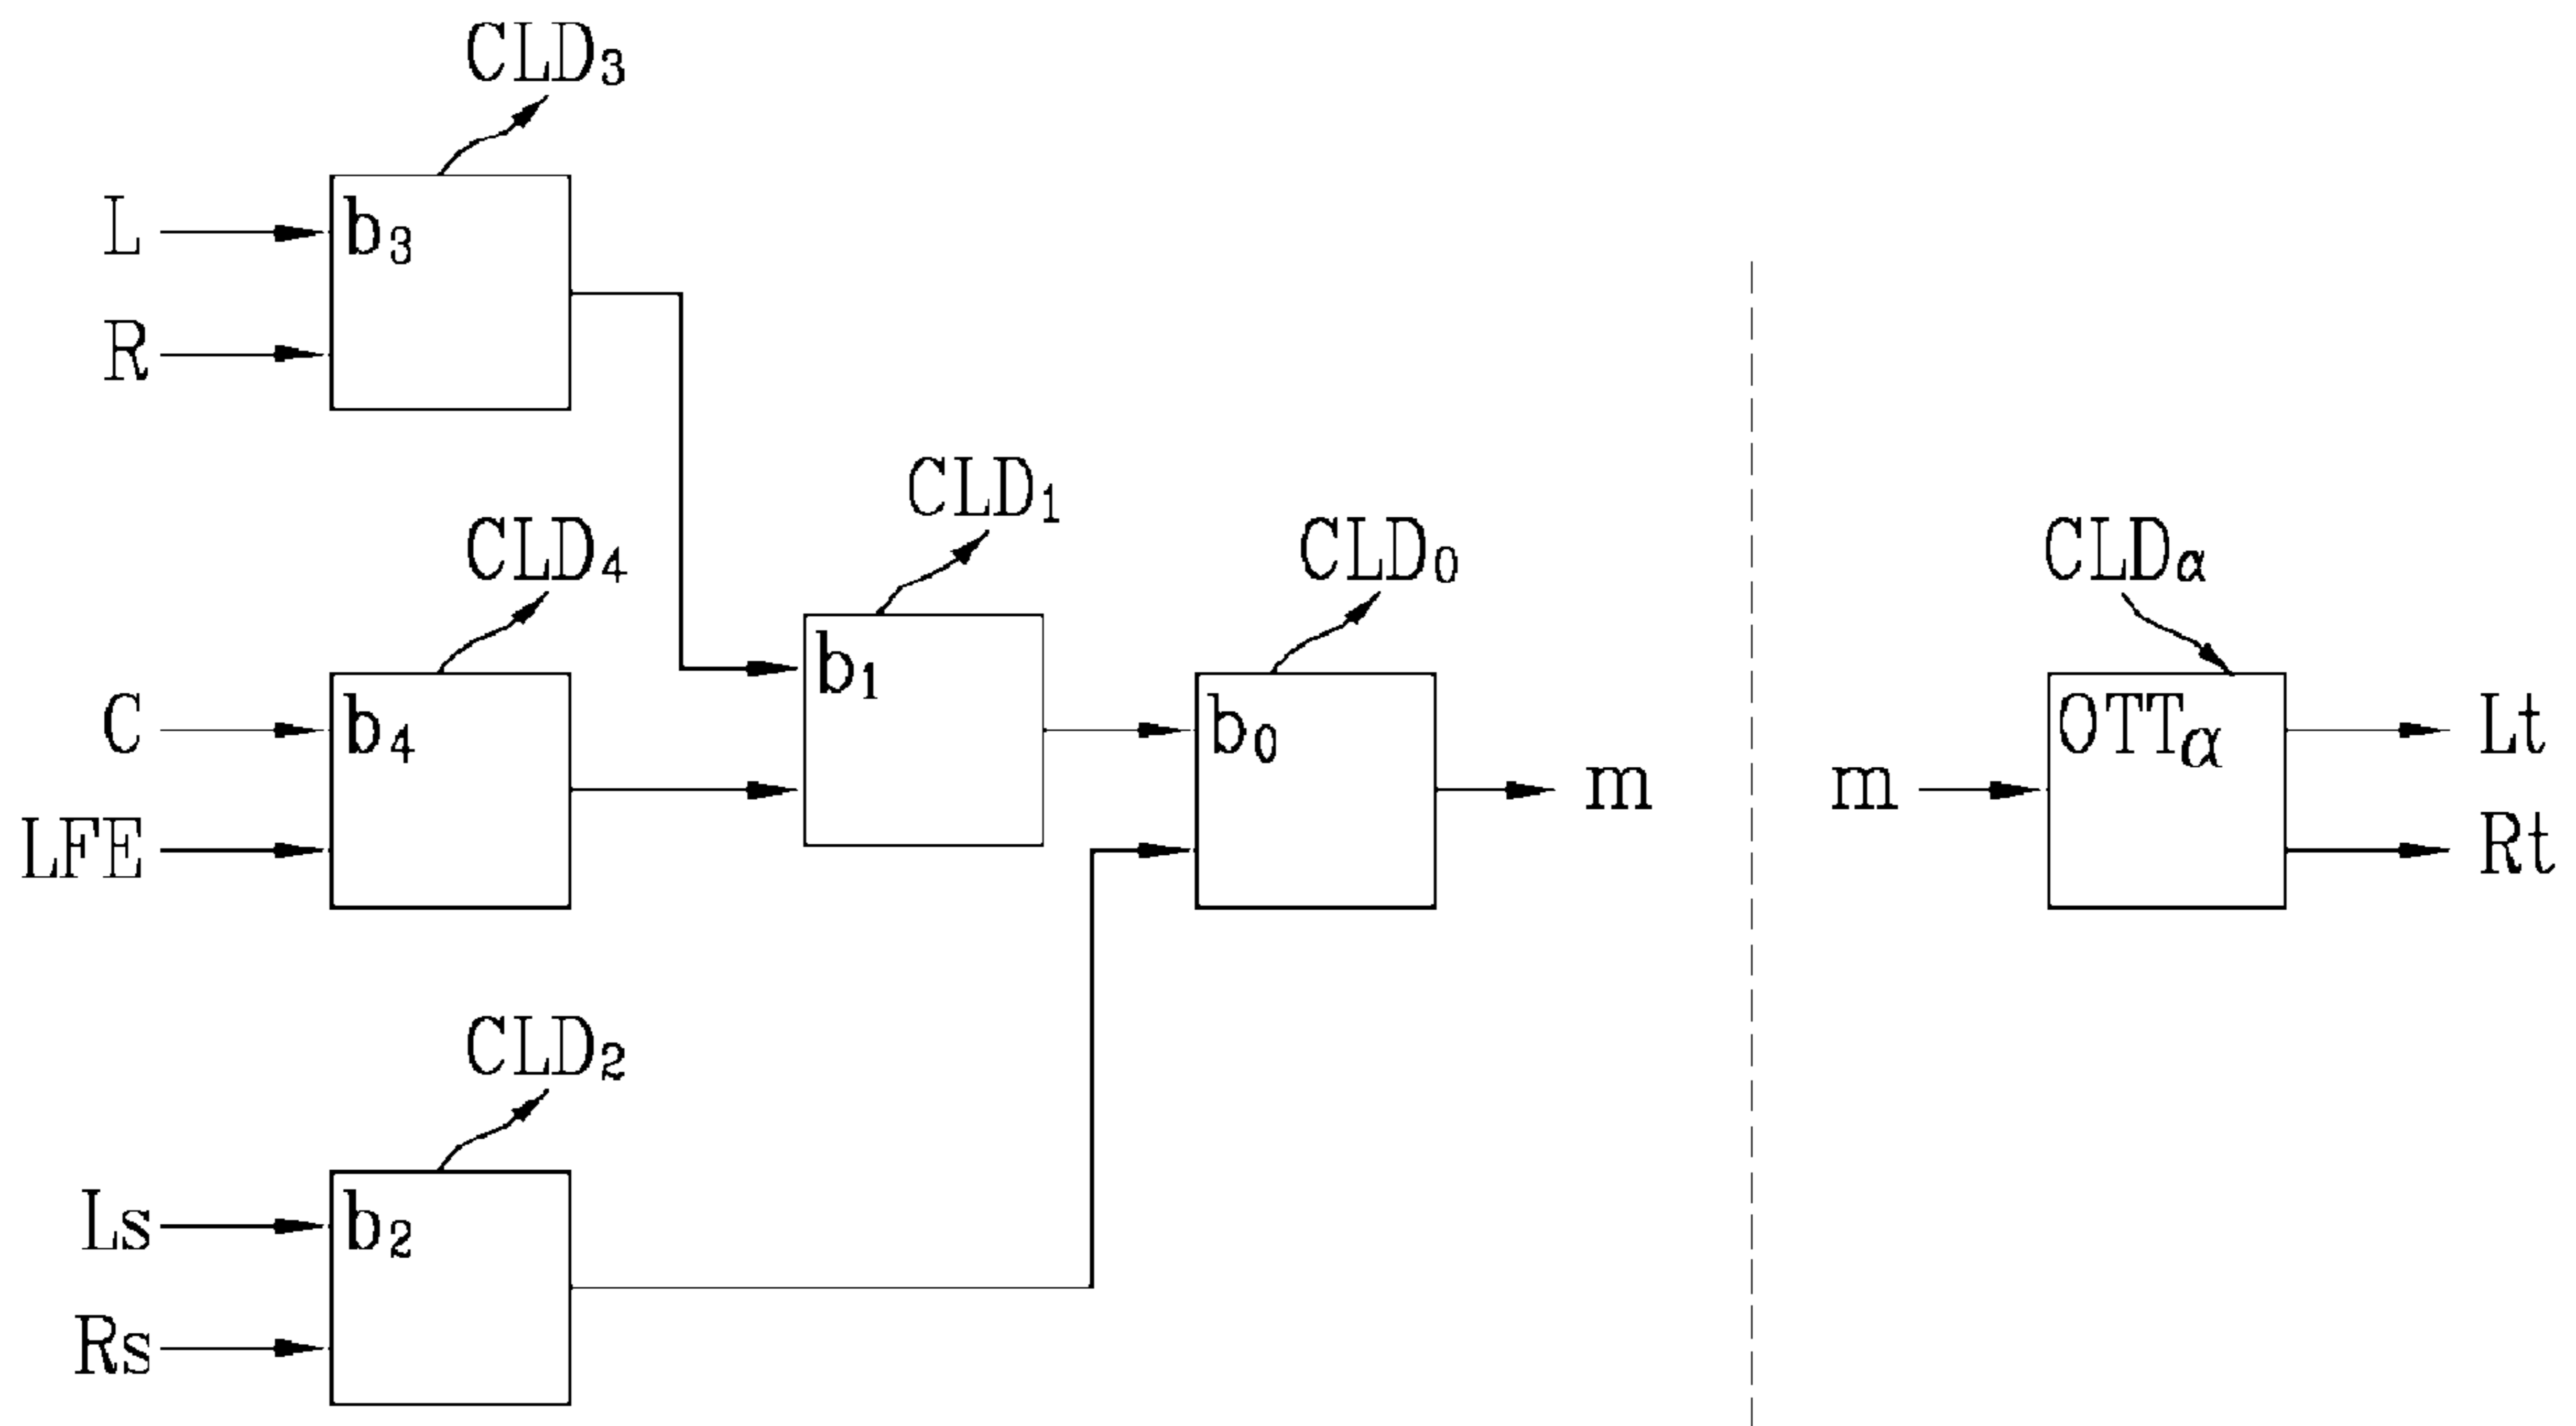 CLD₃
L
b₃
R
CLD₁
CLD₄
CLD₀
CLDα
C
b₄
b₁
b₀
OTTα
Lt
m
m
LFE
Rt
CLD₂
Ls
b₂
Rs